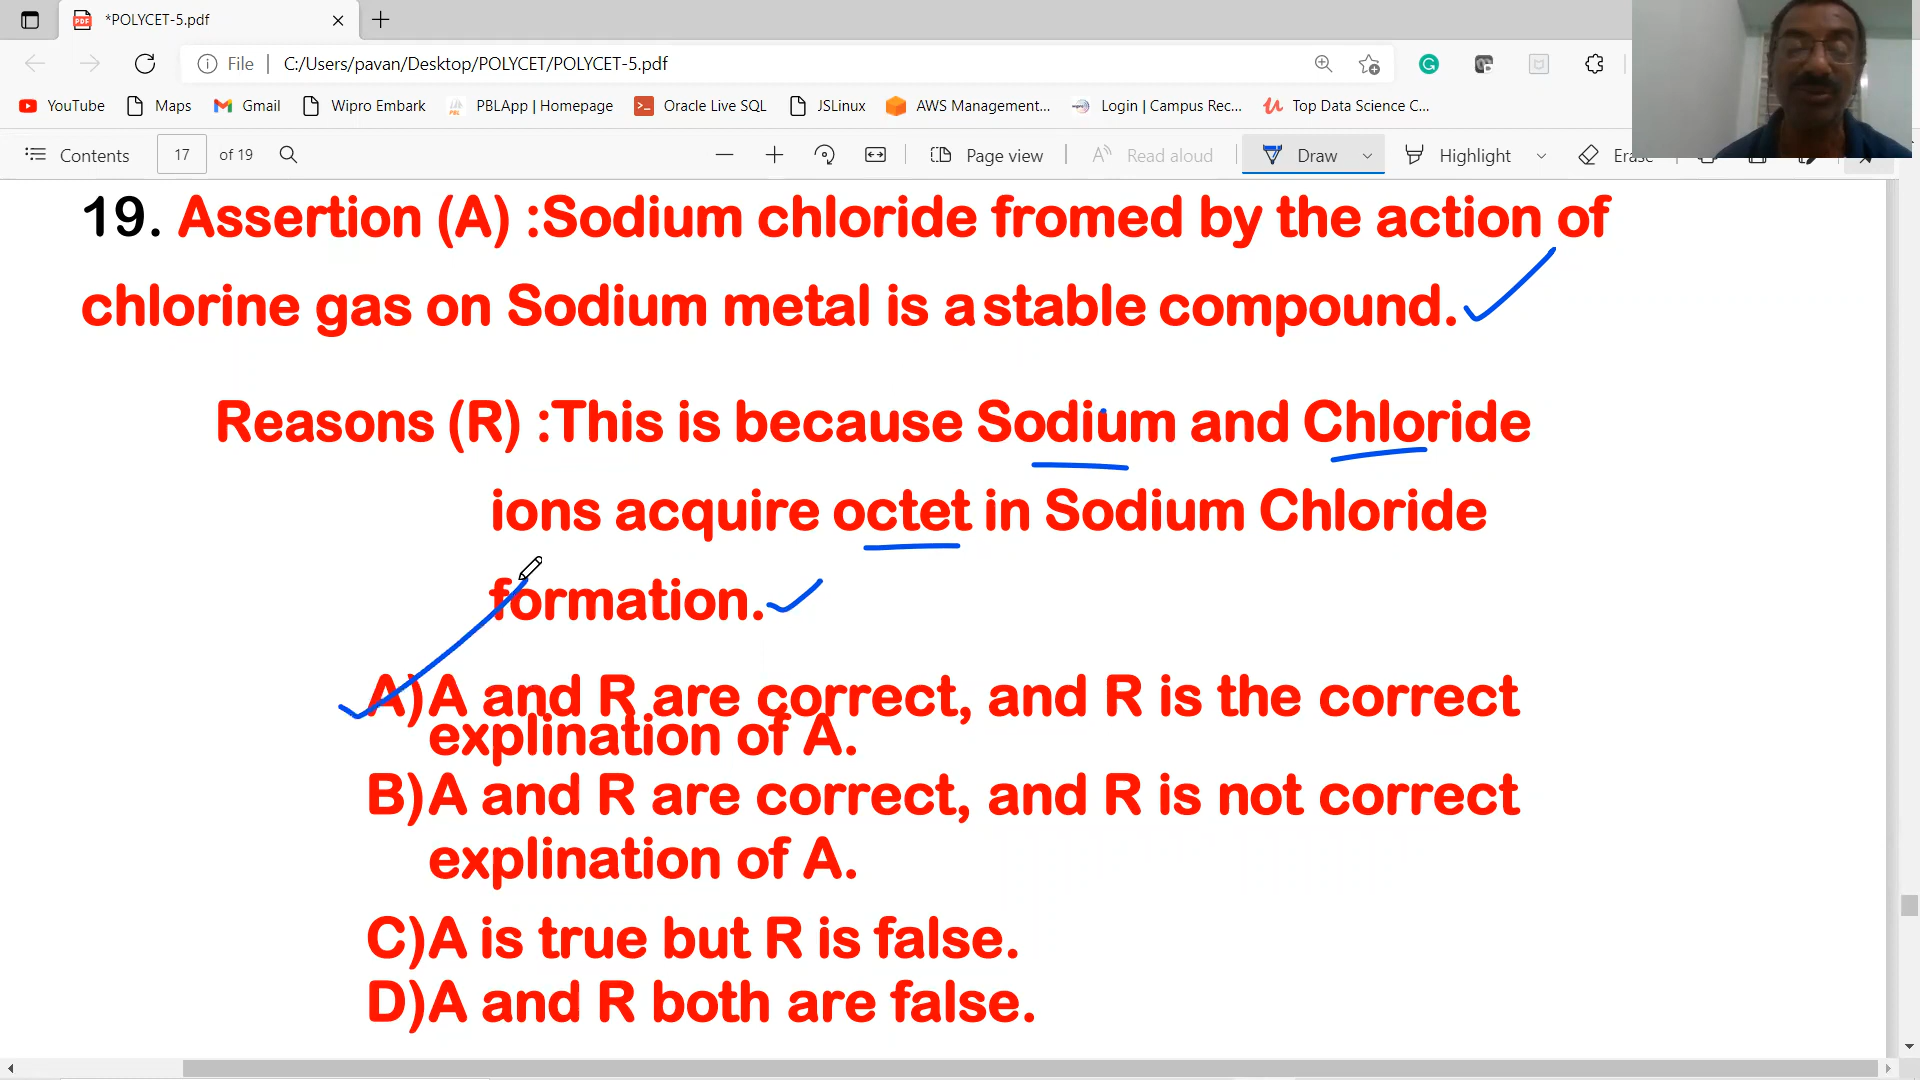 *POLYCET-5.pdf
File
C:/Users/pavan/Desktop/POLYCET/POLYCET-5.pdf
YouTube Maps Gmail Wipro Embark PBLApp | Homepage Oracle Live SQL JSLinux AWS Management... Login | Campus Rec... Top Data Science C...
Contents 17 of 19 Page view Read aloud Draw Highlight Erase
19. Assertion (A) :Sodium chloride fromed by the action of
chlorine gas on Sodium metal is a stable compound.
Reasons (R) :This is because Sodium and Chloride
ions acquire octet in Sodium Chloride
formation.
A)A and R are correct, and R is the correct
explination of A.
B)A and R are correct, and R is not correct
explination of A.
C)A is true but R is false.
D)A and R both are false.